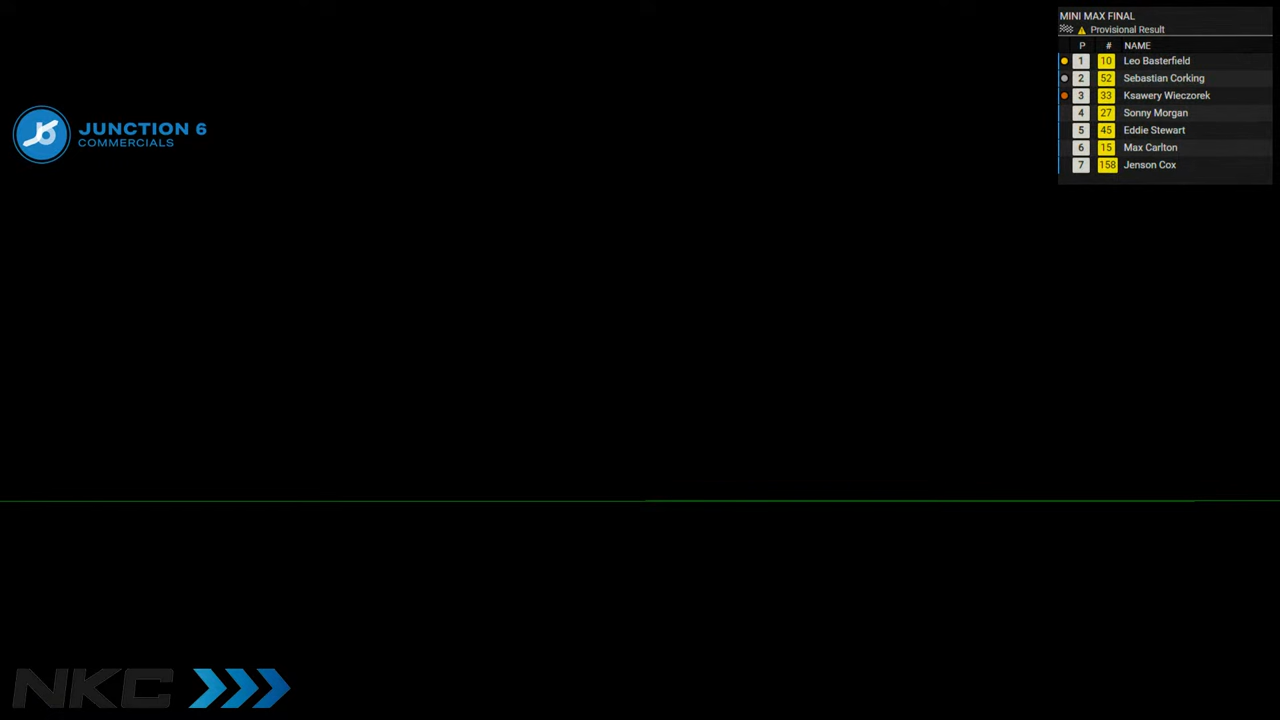 MINI MAX FINAL
Provisional Result
P # NAME
1 10 Leo Basterfield
2 52 Sebastian Corking
3 33 Ksawery Wieczorek
4 27 Sonny Morgan
5 45 Eddie Stewart
6 15 Max Carlton
7 158 Jenson Cox
JUNCTION 6
COMMERCIALS
NKC